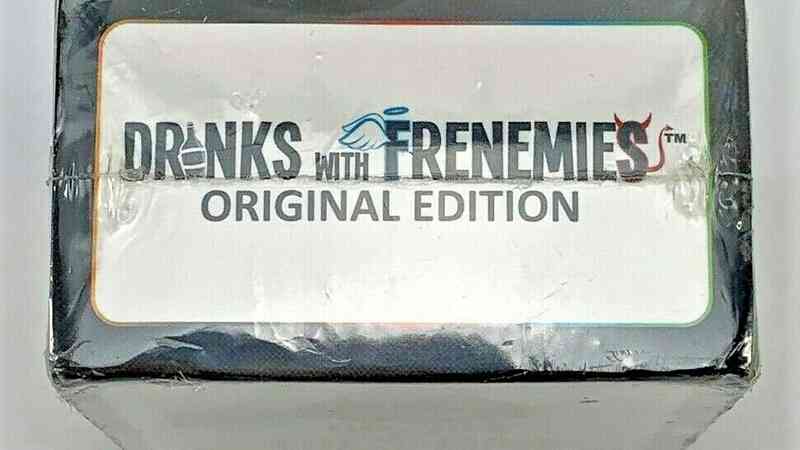 DRINKS WITH FRENEMIES™
ORIGINAL EDITION